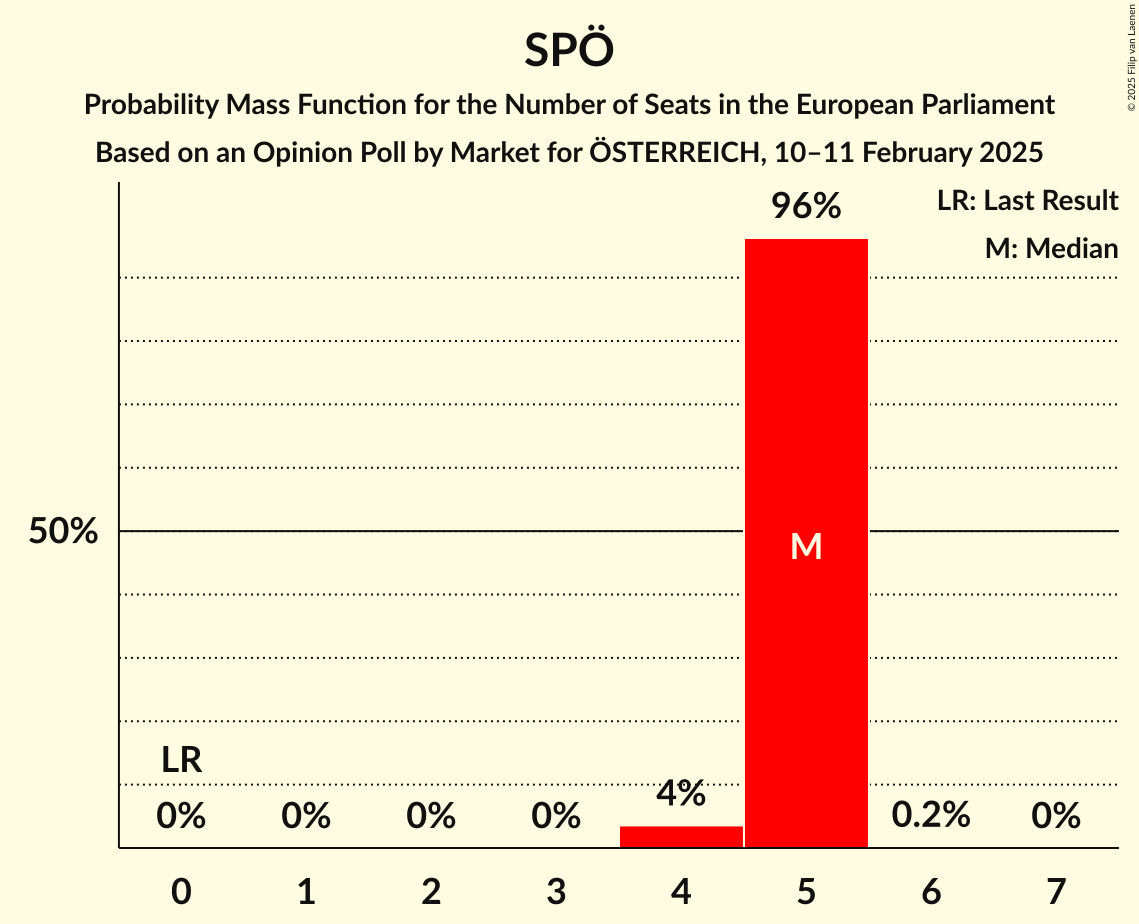 SPÖ
Probability Mass Function for the Number of Seats in the European Parliament
Based on an Opinion Poll by Market for ÖSTERREICH, 10–11 February 2025
© 2025 Filip van Laenen
LR: Last Result
M: Median
96%
50%
M
LR
0% 0% 0% 0% 4% 0.2% 0%
0 1 2 3 4 5 6 7